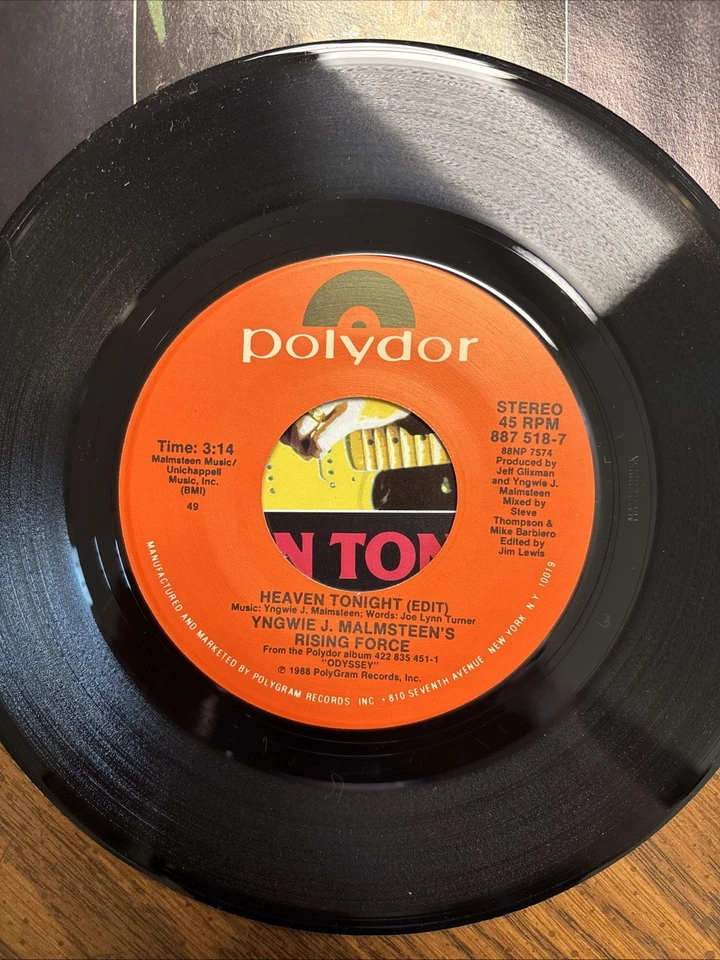 polydor
STEREO
45 RPM
887 518-7
88NP 7574
Produced by
Jeff Glixman
and Yngwie J.
Malmsteen
Mixed by
Steve
Thompson &
Mike Barbiero
Edited by
Jim Lewis
Time: 3:14
Malmsteen Music/
Unichappell
Music, Inc.
(BMI)
49
N TON
HEAVEN TONIGHT (EDIT)
Music: Yngwie J. Malmsteen; Words: Joe Lynn Turner
YNGWIE J. MALMSTEEN'S
RISING FORCE
From the Polydor album 422 835 451-1
"ODYSSEY"
℗ 1988 PolyGram Records, Inc.
MANUFACTURED AND MARKETED BY POLYGRAM RECORDS INC • 810 SEVENTH AVENUE NEW YORK N Y 10019